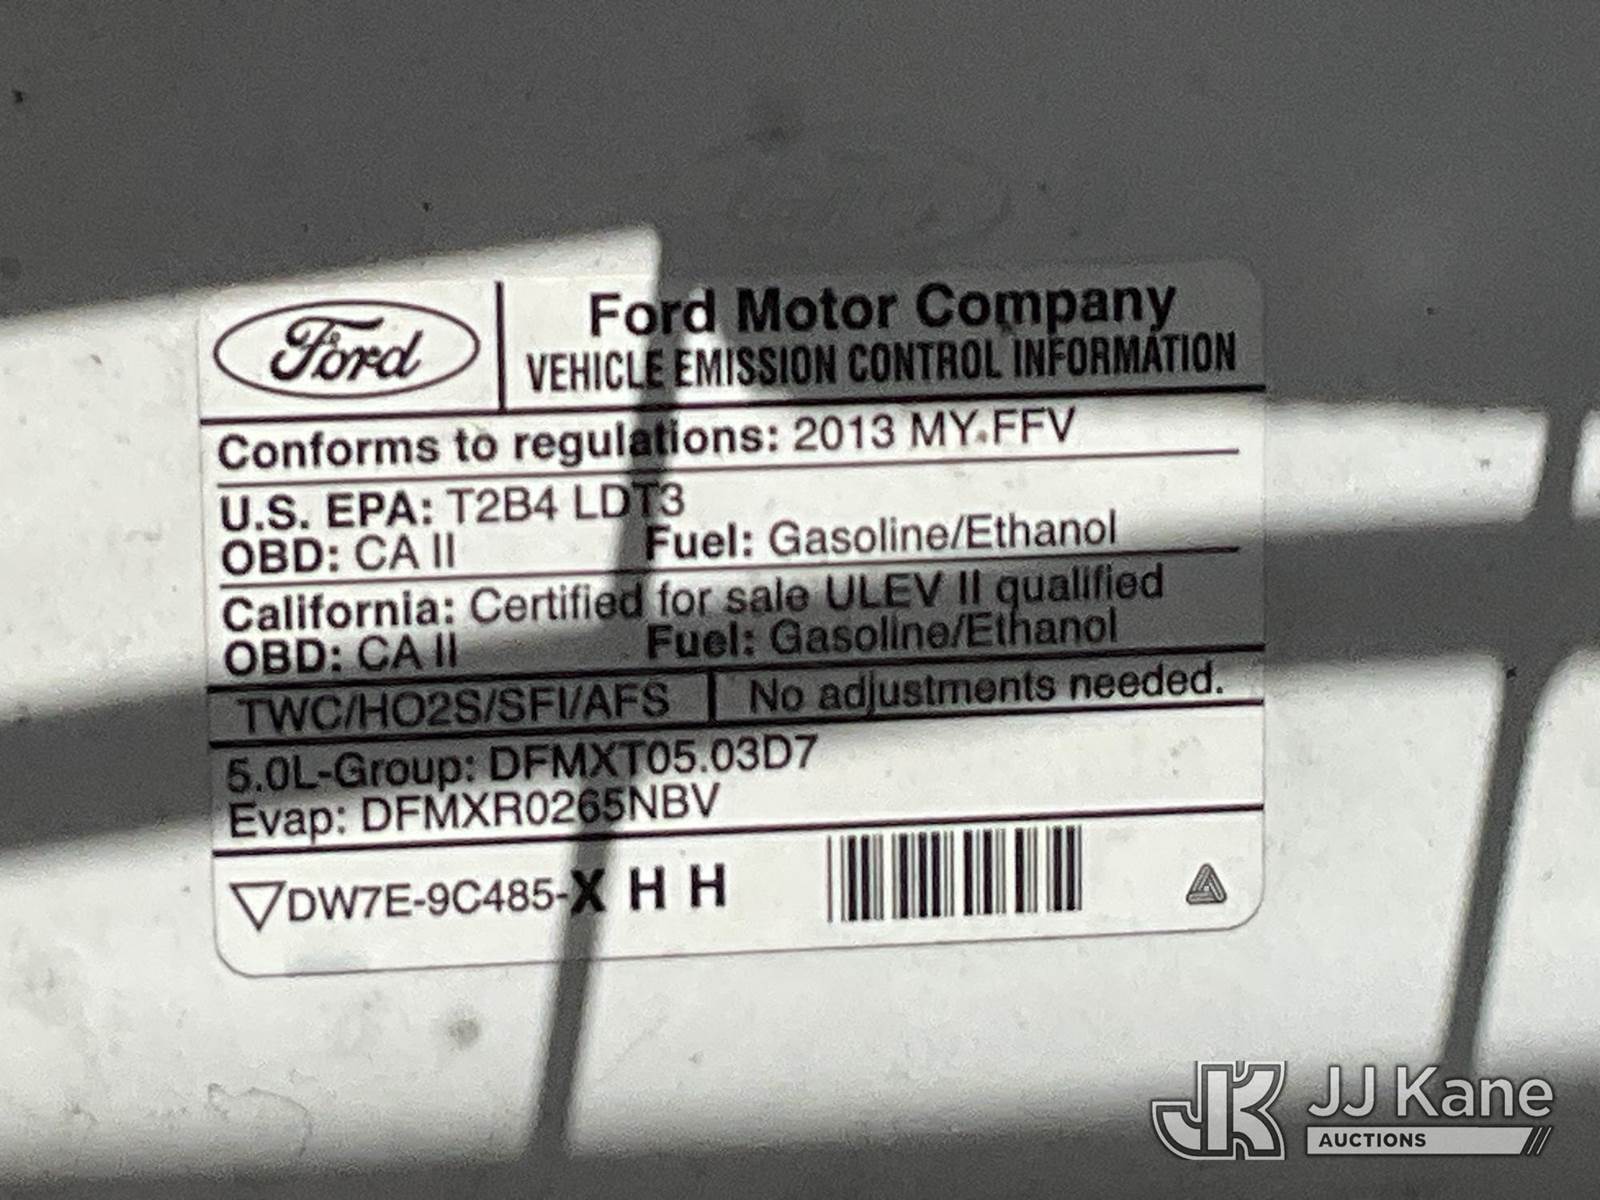 Ford
Ford Motor Company
VEHICLE EMISSION CONTROL INFORMATION
Conforms to regulations: 2013 MY FFV
U.S. EPA: T2B4 LDT3
OBD: CA II Fuel: Gasoline/Ethanol
California: Certified for sale ULEV II qualified
OBD: CA II Fuel: Gasoline/Ethanol
TWC/HO2S/SFI/AFS No adjustments needed.
5.0L-Group: DFMXT05.03D7
Evap: DFMXR0265NBV
DW7E-9C485-X H H
JK JJ Kane
AUCTIONS